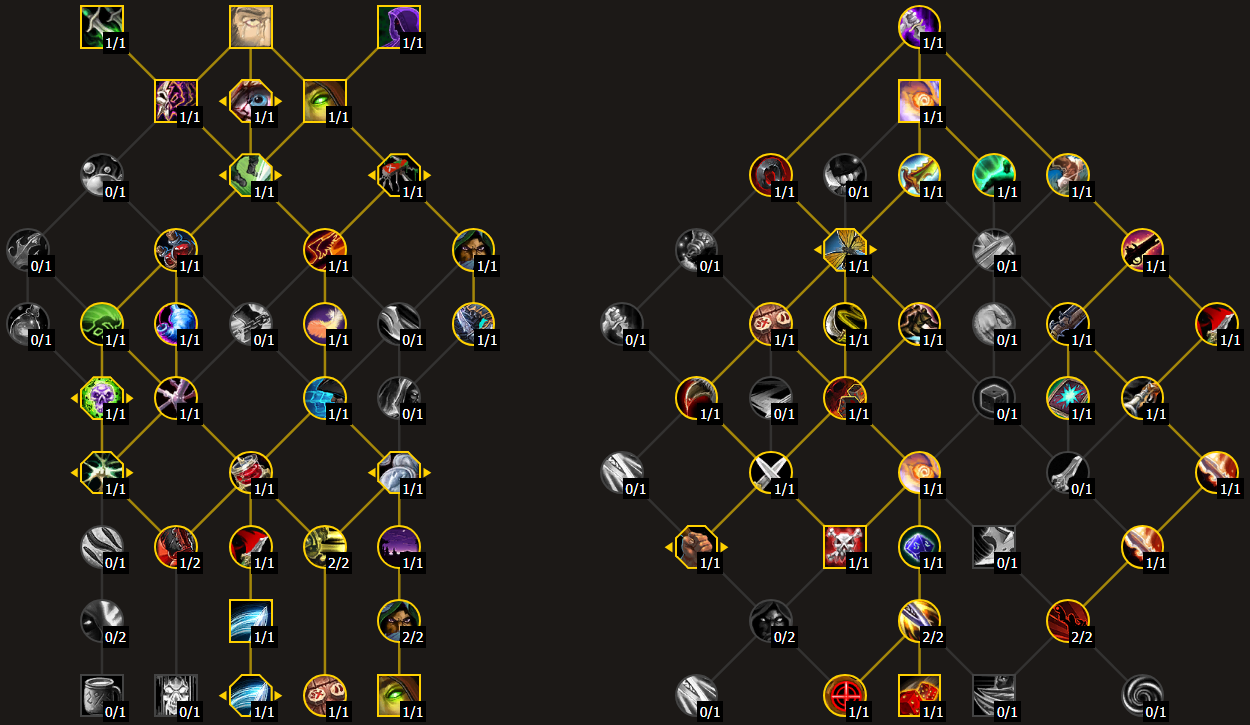 1/1 1/1 1/1
1/1 1/1 1/1 1/1
0/1 1/1 1/1 1/1 0/1 1/1 1/1 1/1
0/1 1/1 1/1 1/1 0/1 1/1 0/1 1/1
0/1 1/1 1/1 0/1 1/1 0/1 1/1 0/1 1/1 1/1 1/1 0/1 1/1 1/1
1/1 1/1 1/1 0/1 1/1 0/1 1/1 0/1 1/1 1/1
1/1 1/1 1/1 0/1 1/1 1/1 0/1 1/1
0/1 1/2 1/1 2/2 1/1 1/1 1/1 1/1 0/1 1/1
0/2 1/1 2/2 0/2 2/2 2/2
0/1 0/1 1/1 1/1 1/1 0/1 1/1 1/1 0/1 0/1